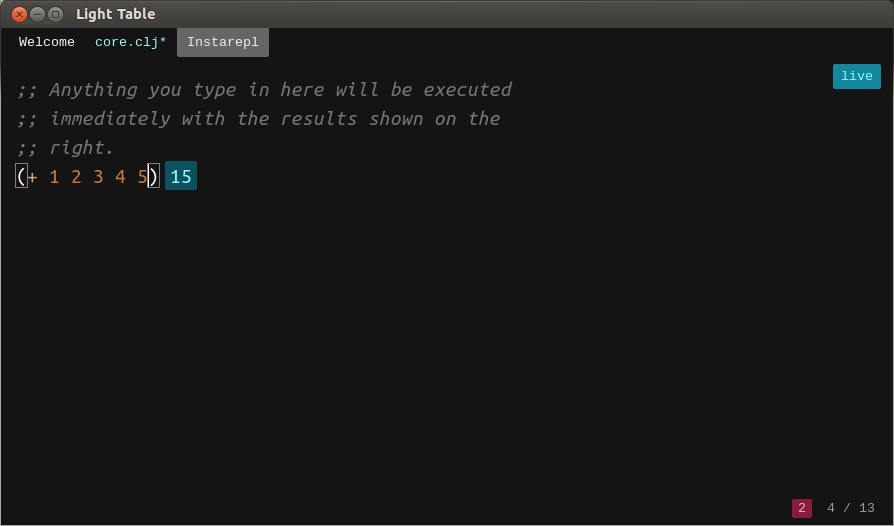 Light Table
Welcome core.clj* Instarepl
live
;; Anything you type in here will be executed
;; immediately with the results shown on the
;; right.
(+ 1 2 3 4 5) 15
2 4 / 13